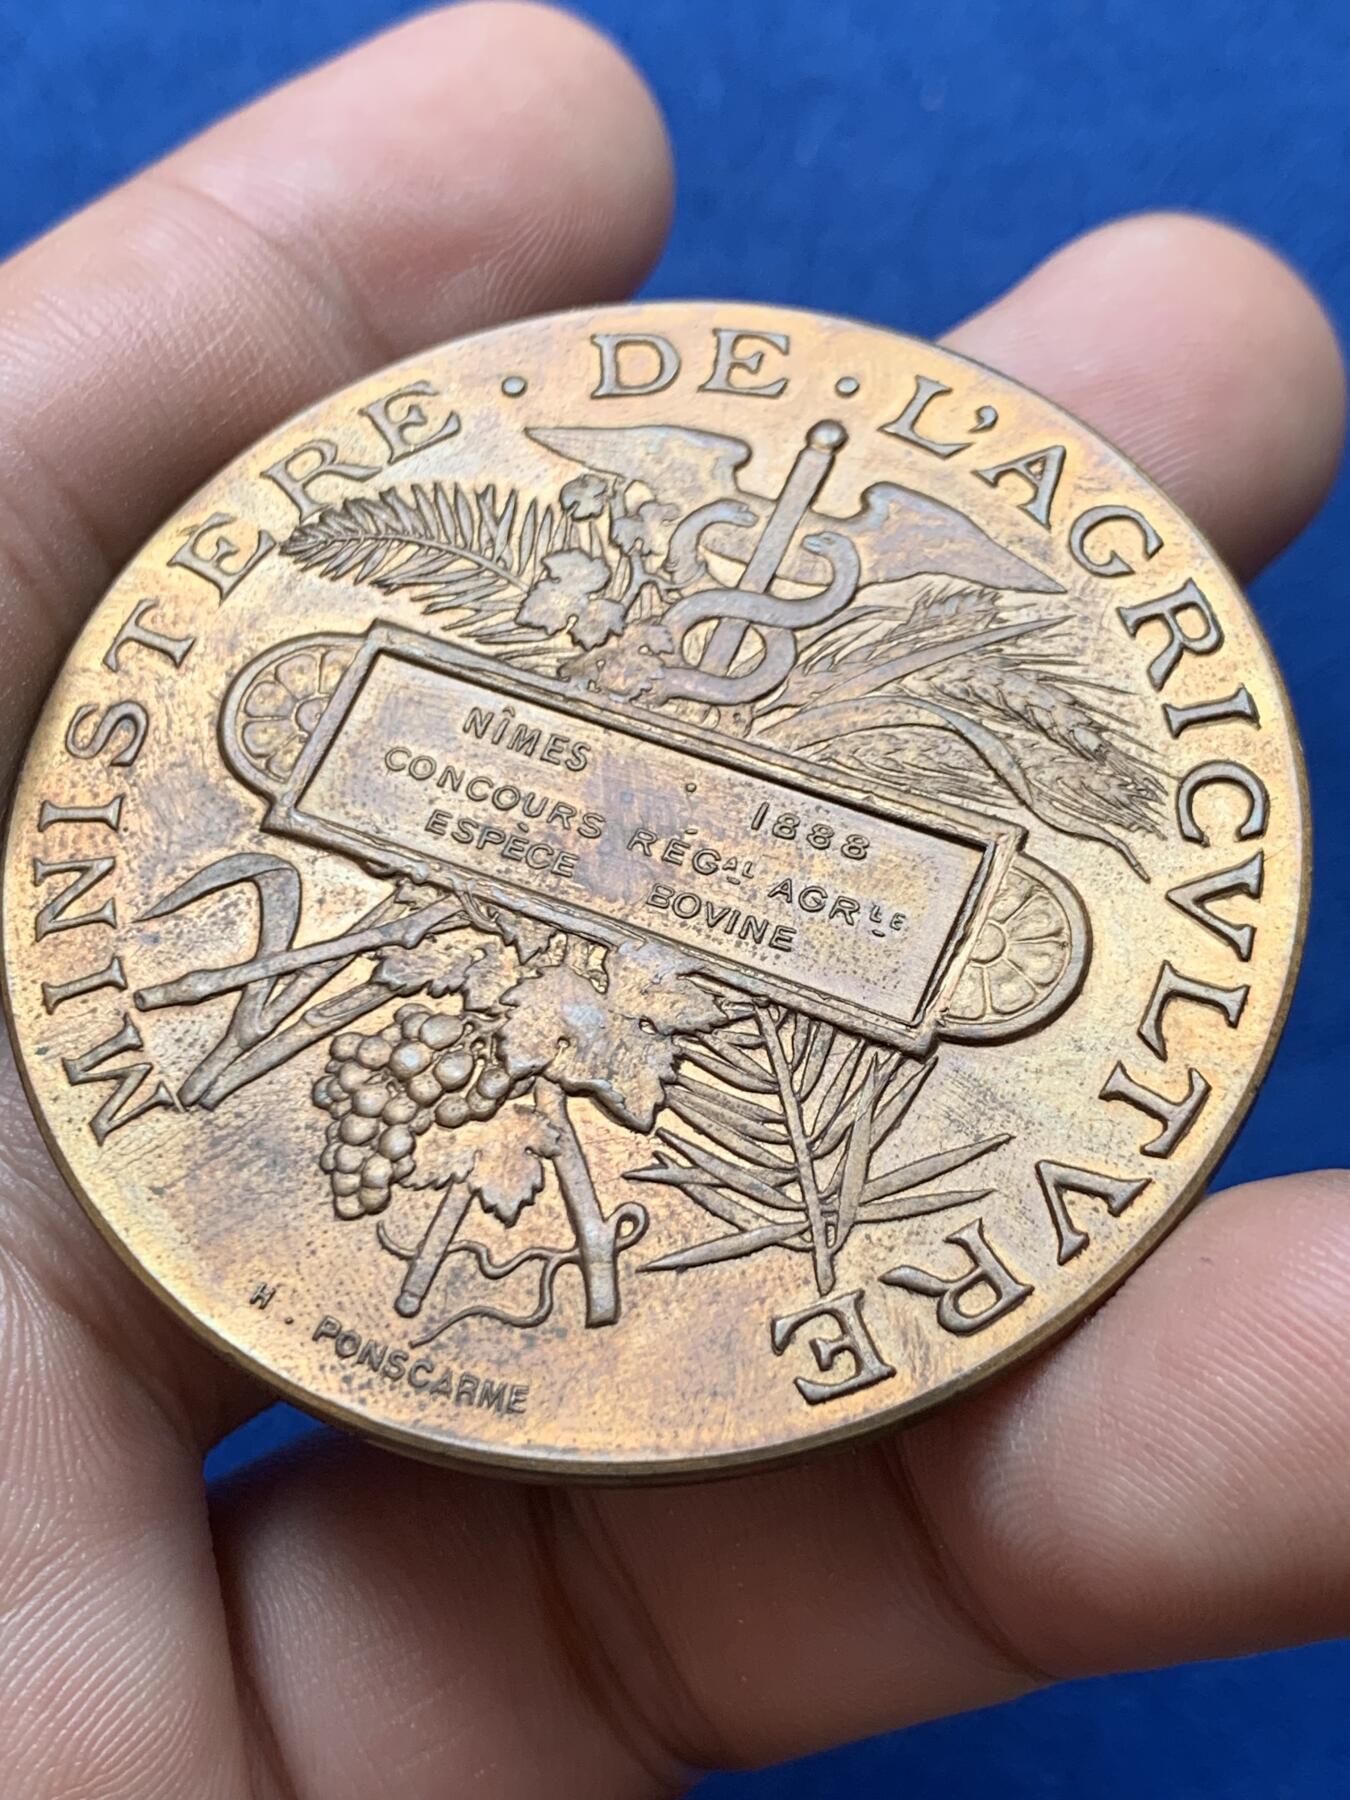 MINISTERE · DE · L'AGRICVLTVRE
NÎMES · 1888
CONCOURS RÉGAL AGRLE
ESPÈCE BOVINE
H. PONSCARME